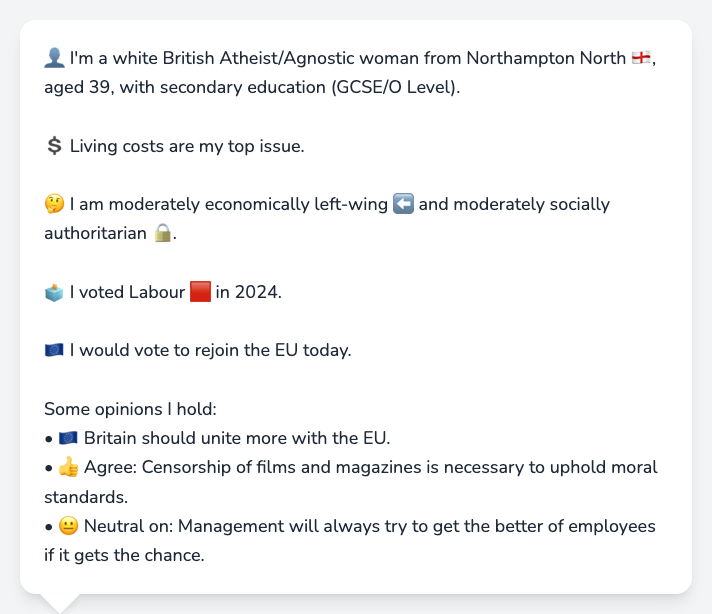 👤 I'm a white British Atheist/Agnostic woman from Northampton North 🏴󠁧󠁢󠁥󠁮󠁧󠁿,
aged 39, with secondary education (GCSE/O Level).
💲 Living costs are my top issue.
🤔 I am moderately economically left-wing ⬅️ and moderately socially
authoritarian 🔒.
🗳️ I voted Labour 🟥 in 2024.
🇪🇺 I would vote to rejoin the EU today.
Some opinions I hold:
• 🇪🇺 Britain should unite more with the EU.
• 👍 Agree: Censorship of films and magazines is necessary to uphold moral
standards.
• 😐 Neutral on: Management will always try to get the better of employees
if it gets the chance.